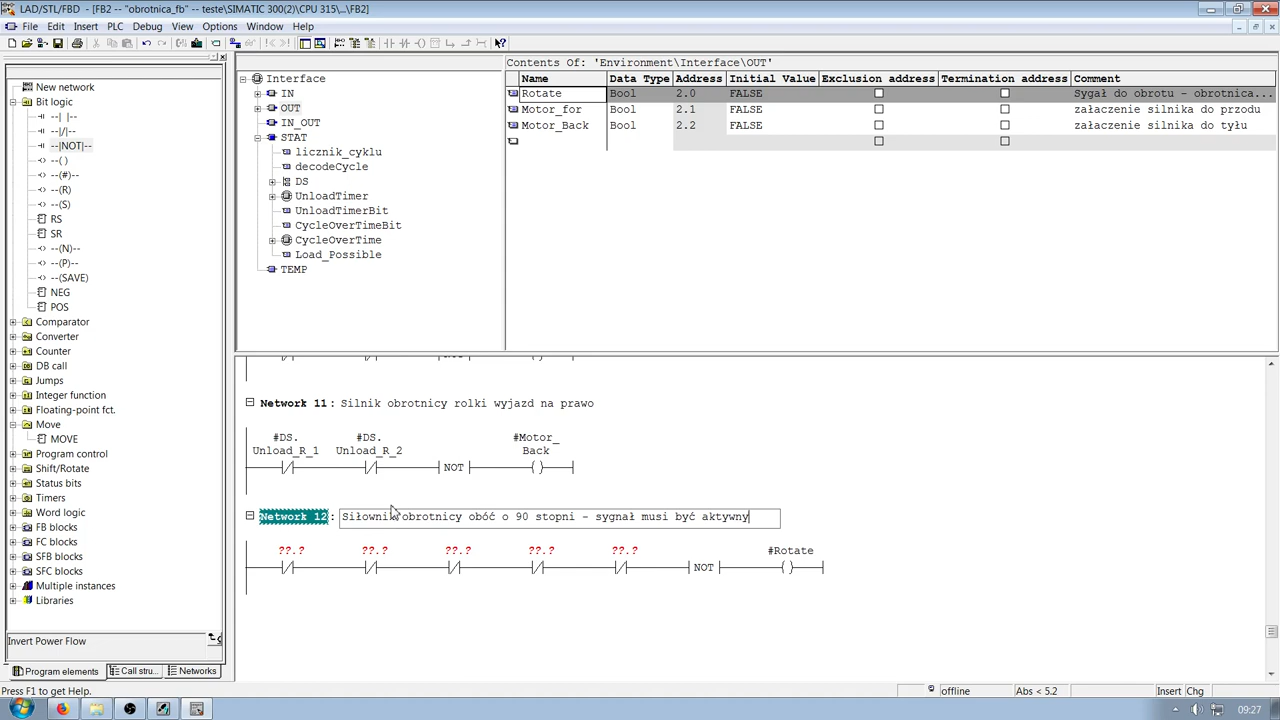 LAD/STL/FBD - [FB2 -- "obrotnica_fb" -- teste\SIMATIC 300(2)\CPU 315\...\FB2]
File Edit Insert PLC Debug View Options Window Help
New network
Bit logic
--| |--
--|/|--
--|NOT|--
--( )
--(#)--
--(R)
--(S)
RS
SR
--(N)--
--(P)--
--(SAVE)
NEG
POS
Comparator
Converter
Counter
DB call
Jumps
Integer function
Floating-point fct.
Move
MOVE
Program control
Shift/Rotate
Status bits
Timers
Word logic
FB blocks
FC blocks
SFB blocks
SFC blocks
Multiple instances
Libraries
Invert Power Flow
Program elements Call stru... Networks
Interface
IN
OUT
IN_OUT
STAT
licznik_cyklu
decodeCycle
DS
UnloadTimer
UnloadTimerBit
CycleOverTimeBit
CycleOverTime
Load_Possible
TEMP
Contents Of: 'Environment\Interface\OUT'
Name Data Type Address Initial Value Exclusion address Termination address Comment
Rotate Bool 2.0 FALSE Sygał do obrotu - obrotnica...
Motor_for Bool 2.1 FALSE załaczenie silnika do przodu
Motor_Back Bool 2.2 FALSE załaczenie silnika do tyłu
Network 11: Silnik obrotnicy rolki wyjazd na prawo
#DS. #DS. #Motor_
Unload_R_1 Unload_R_2 Back
NOT ( )
Network 12: Siłownik obrotnicy obóć o 90 stopni - sygnał musi być aktywny
??.? ??.? ??.? ??.? ??.? #Rotate
NOT ( )
Press F1 to get Help. offline Abs < 5.2 Insert Chg
09:27